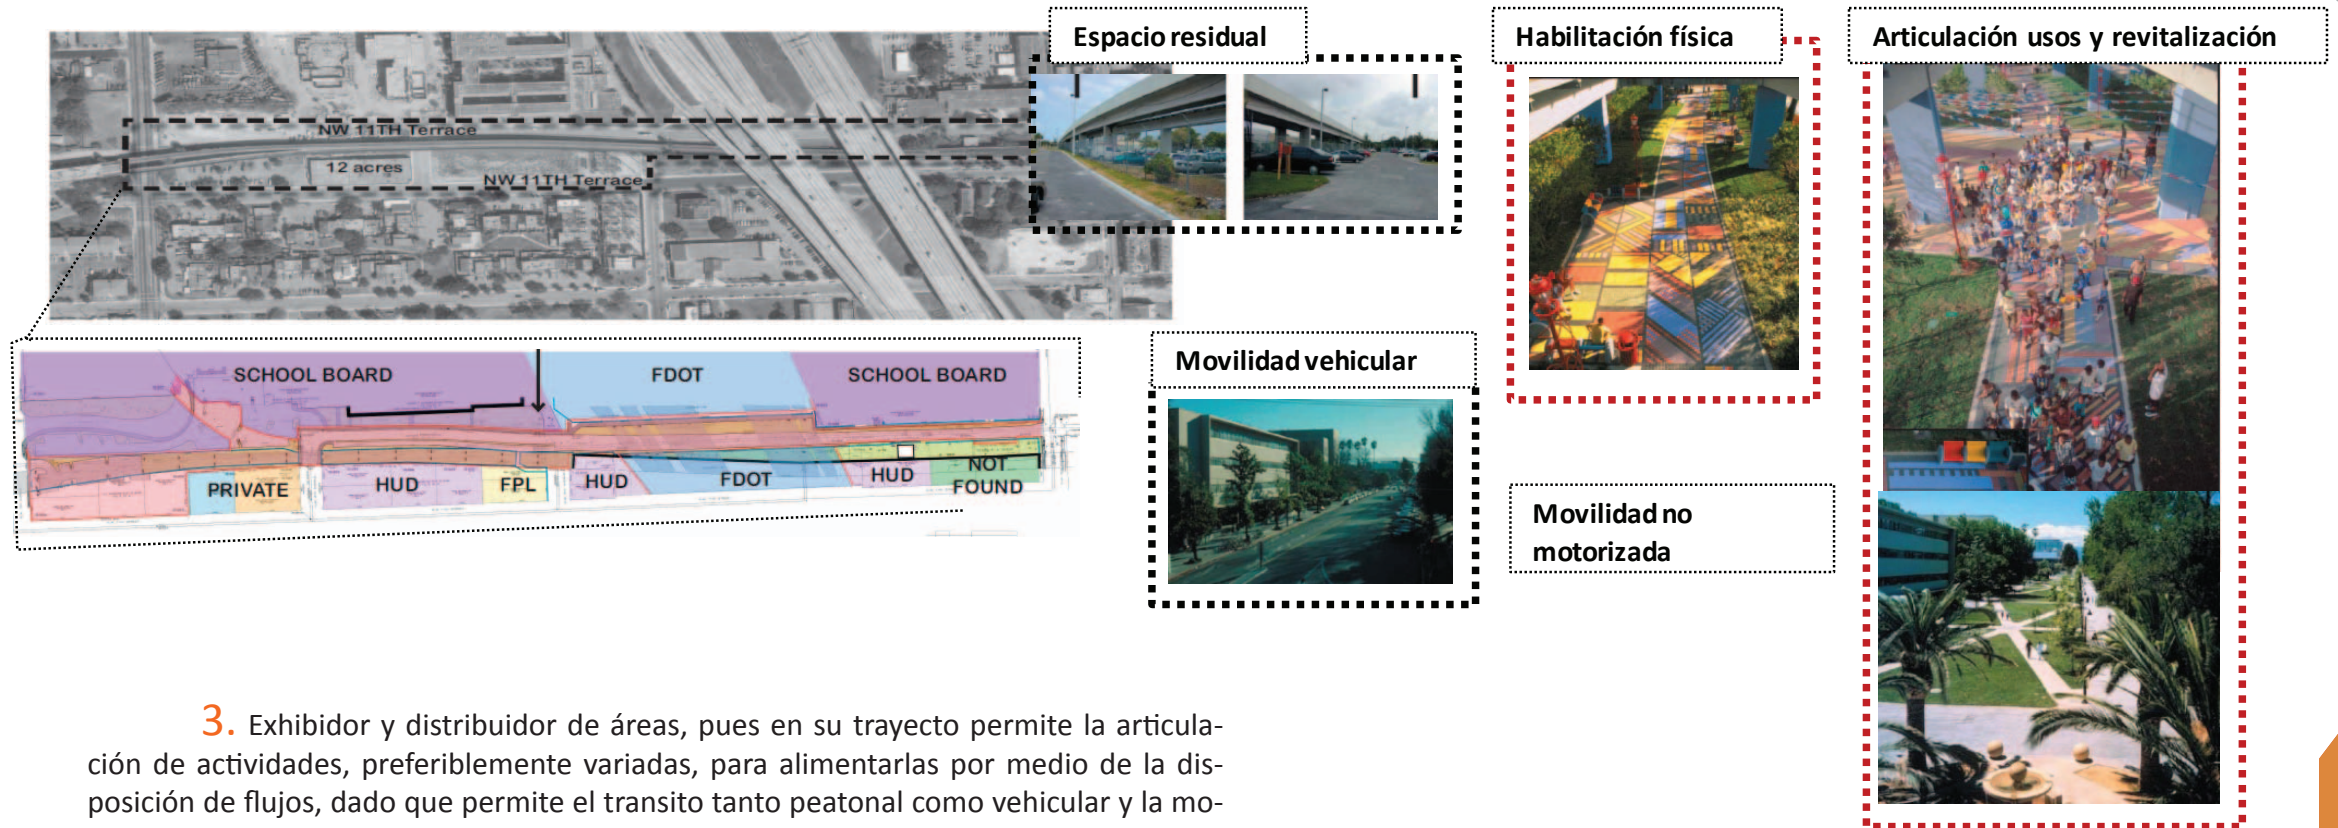 Espacio residual
Habilitación física
Articulación usos y revitalización
NW 11TH Terrace
12 acres
NW 11TH Terrace
Movilidad vehicular
SCHOOL BOARD
FDOT
SCHOOL BOARD
PRIVATE
HUD
FPL
HUD
FDOT
HUD
NOT
FOUND
Movilidad no
motorizada
3. Exhibidor y distribuidor de áreas, pues en su trayecto permite la articula-
ción de actividades, preferiblemente variadas, para alimentarlas por medio de la dis-
posición de flujos, dado que permite el transito tanto peatonal como vehicular y la mo-